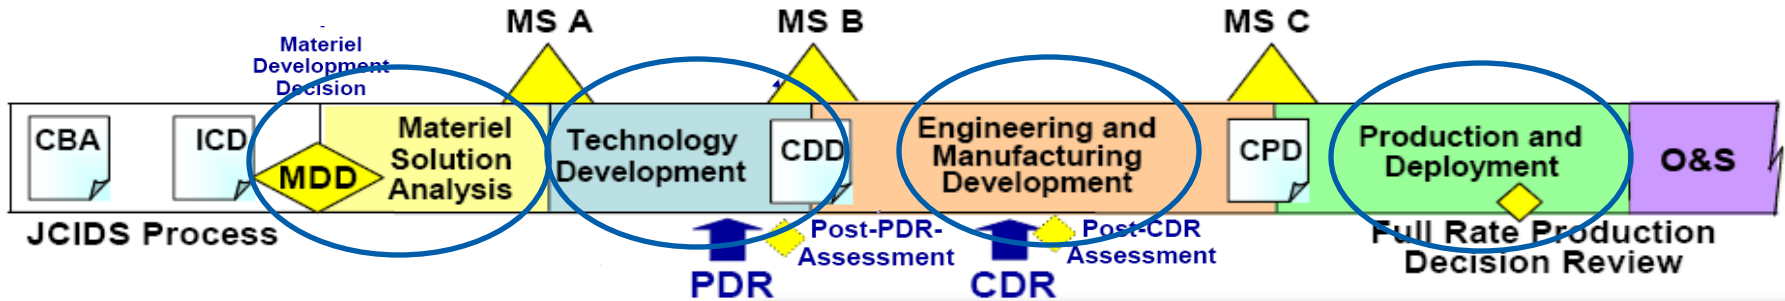 MS A
MS B
MS C
Materiel
Development
Decision
CBA
ICD
MDD
Materiel
Solution
Analysis
Technology
Development
CDD
Engineering and
Manufacturing
Development
CPD
Production and
Deployment
O&S
JCIDS Process
PDR
Post-PDR-
Assessment
CDR
Post-CDR
Assessment
Full Rate Production
Decision Review